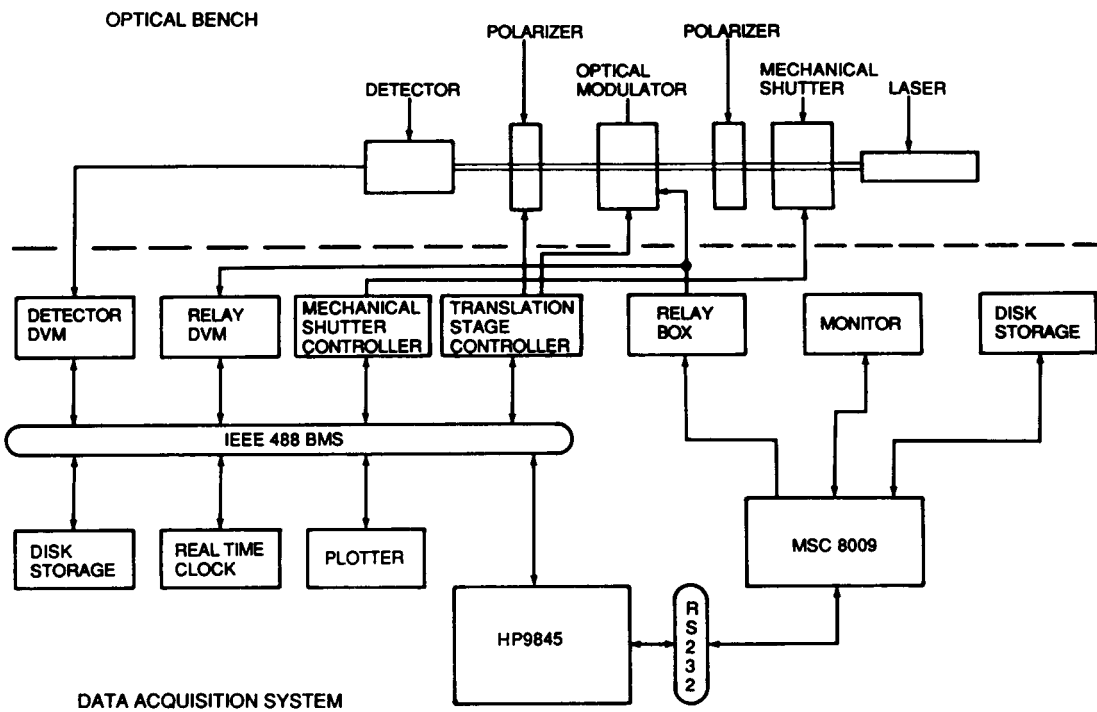 OPTICAL BENCH
POLARIZER
POLARIZER
OPTICAL
MODULATOR
MECHANICAL
SHUTTER
DETECTOR
LASER
DETECTOR
DVM
RELAY
DVM
MECHANICAL
SHUTTER
CONTROLLER
TRANSLATION
STAGE
CONTROLLER
RELAY
BOX
MONITOR
DISK
STORAGE
IEEE 488 BMS
DISK
STORAGE
REAL TIME
CLOCK
PLOTTER
MSC 8009
HP9845
RS232
DATA ACQUISITION SYSTEM